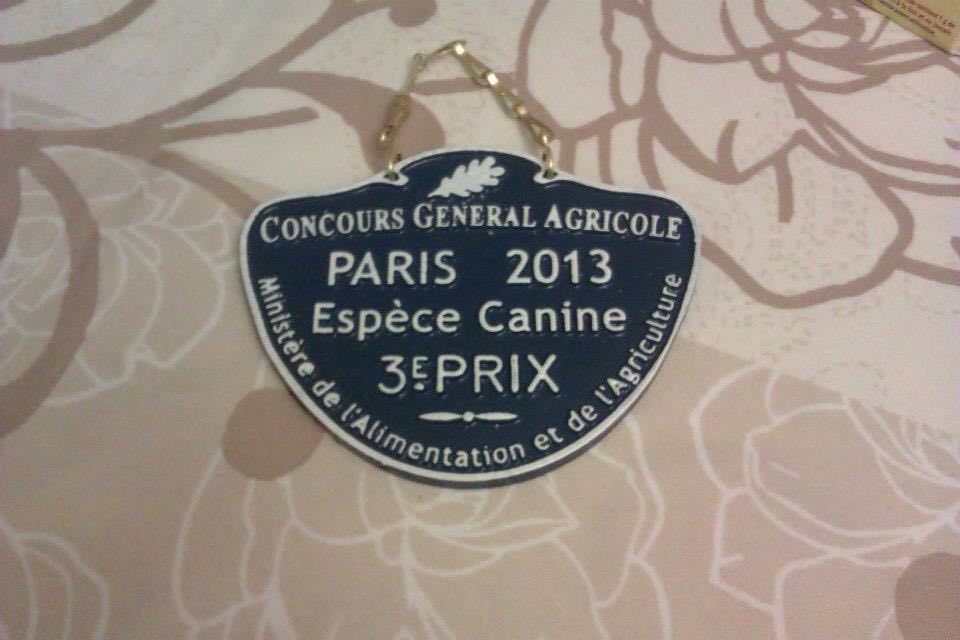 CONCOURS GENERAL AGRICOLE
PARIS 2013
Espèce Canine
3E PRIX
Ministère de l'Alimentation et de l'Agriculture